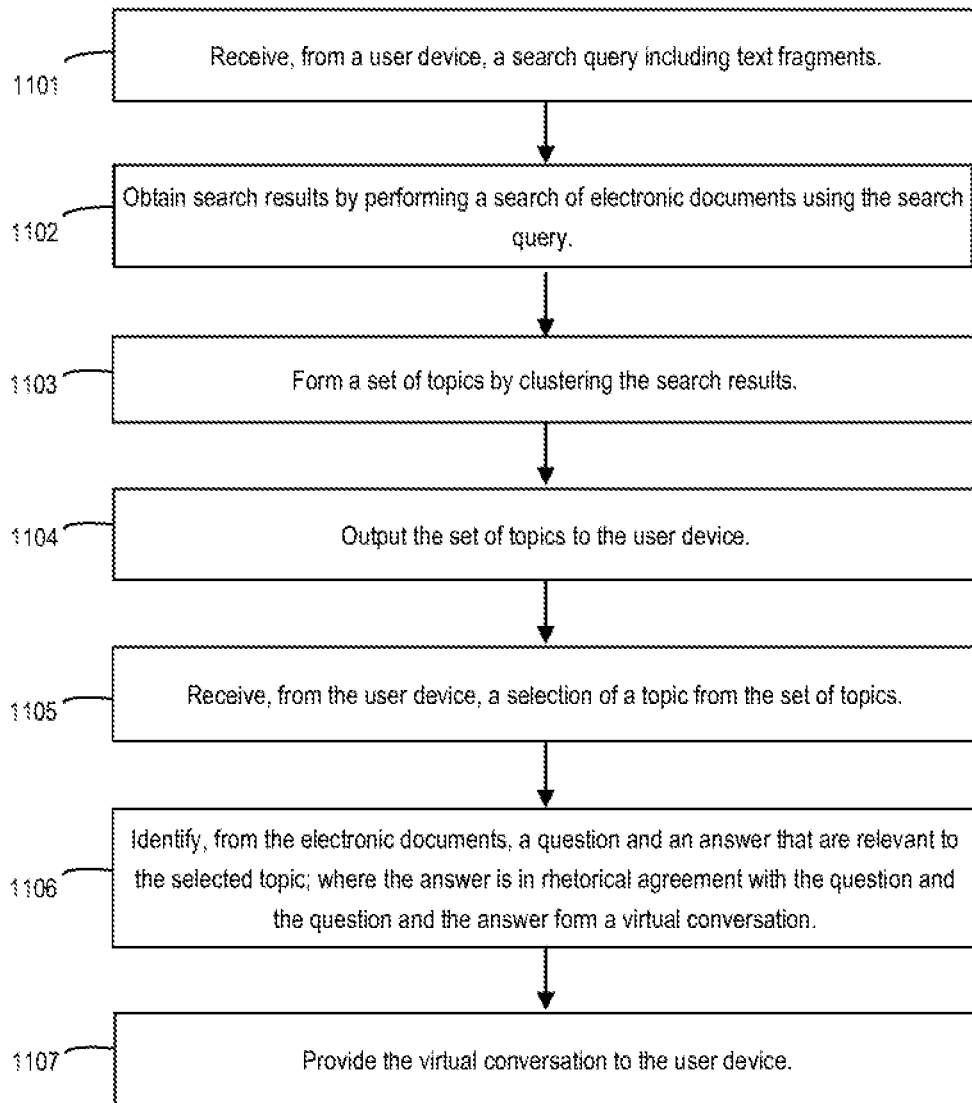 Receive, from a user device, a search query including text fragments.
1101
Obtain search results by performing a search of electronic documents using the search
query.
1102
Form a set of topics by clustering the search results.
1103
Output the set of topics to the user device.
1104
Receive, from the user device, a selection of a topic from the set of topics.
1105
Identify, from the electronic documents, a question and an answer that are relevant to
the selected topic; where the answer is in rhetorical agreement with the question and
the question and the answer form a virtual conversation.
1106
Provide the virtual conversation to the user device.
1107